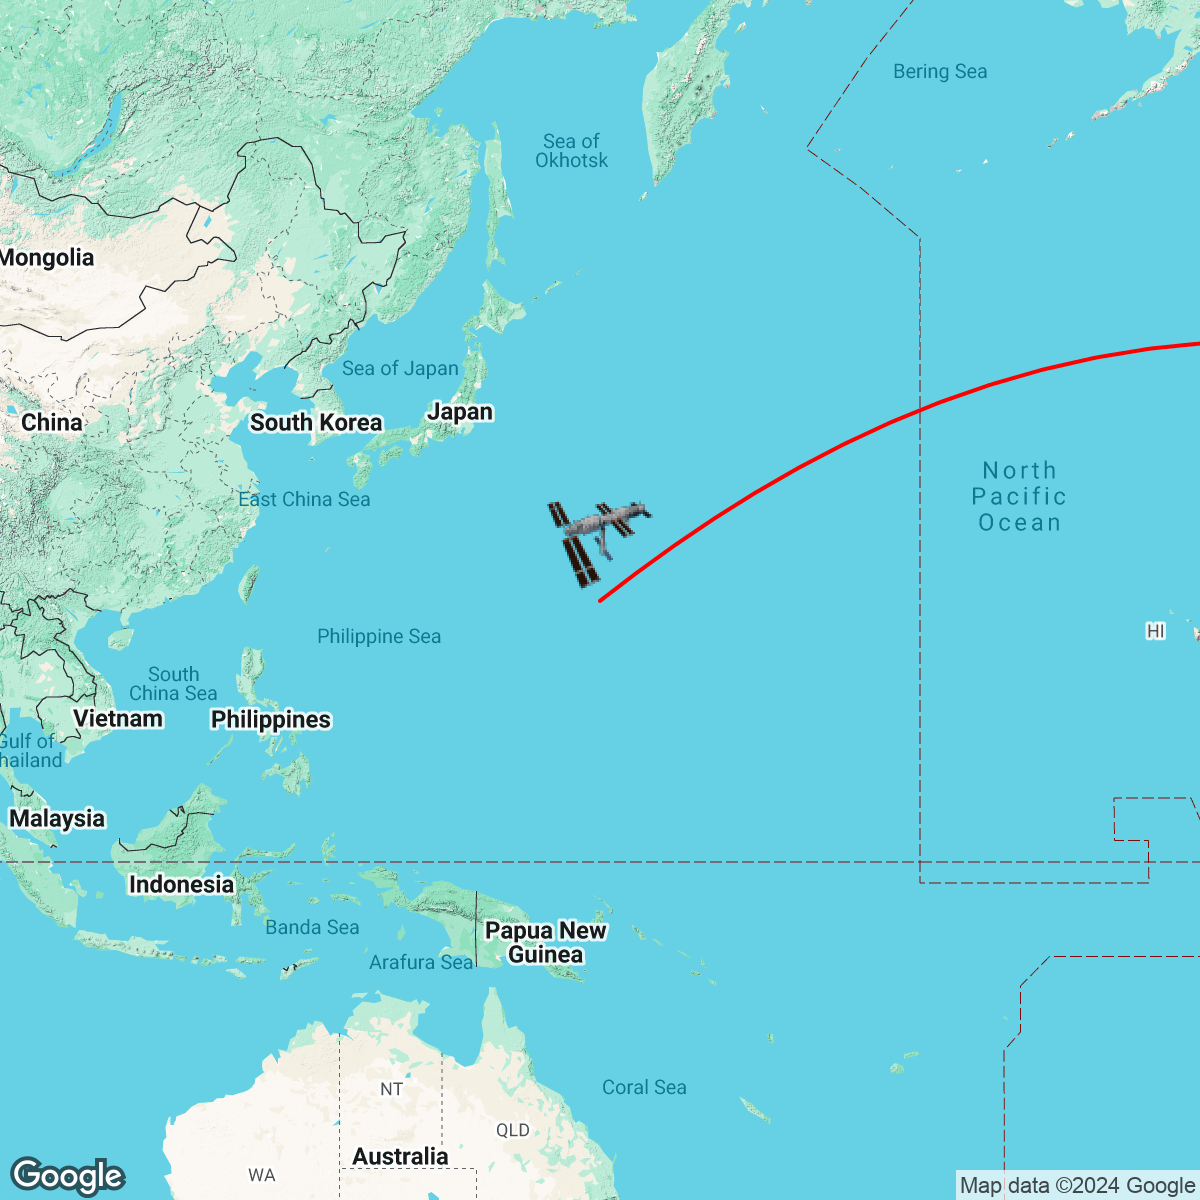 Bering Sea
Sea of
Okhotsk
Mongolia
Sea of Japan
Japan
China
South Korea
North
Pacific
Ocean
East China Sea
Philippine Sea
HI
South
China Sea
Vietnam
Philippines
Gulf of
hailand
Malaysia
Indonesia
Banda Sea
Papua New
Guinea
Arafura Sea
NT
Coral Sea
QLD
Australia
WA
Google
Map data ©2024 Google